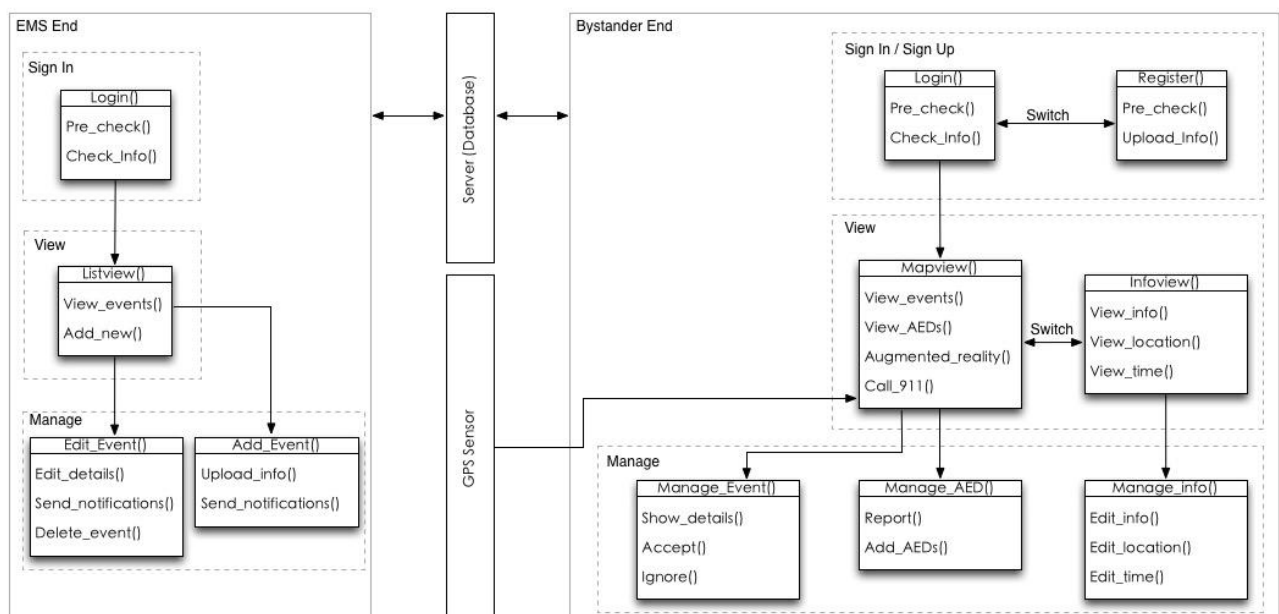 EMS End
Sign In
Login()
Pre_check()
Check_Info()
View
Listview()
View_events()
Add_new()
Manage
Edit_Event()
Edit_details()
Send_notifications()
Delete_event()
Add_Event()
Upload_info()
Send_notifications()
Server (Database)
GPS Sensor
Bystander End
Sign In / Sign Up
Login()
Pre_check()
Check_Info()
Switch
Register()
Pre_check()
Upload_Info()
View
Mapview()
View_events()
View_AEDs()
Augmented_reality()
Call_911()
Switch
Infoview()
View_info()
View_location()
View_time()
Manage
Manage_Event()
Show_details()
Accept()
Ignore()
Manage_AED()
Report()
Add_AEDs()
Manage_info()
Edit_info()
Edit_location()
Edit_time()